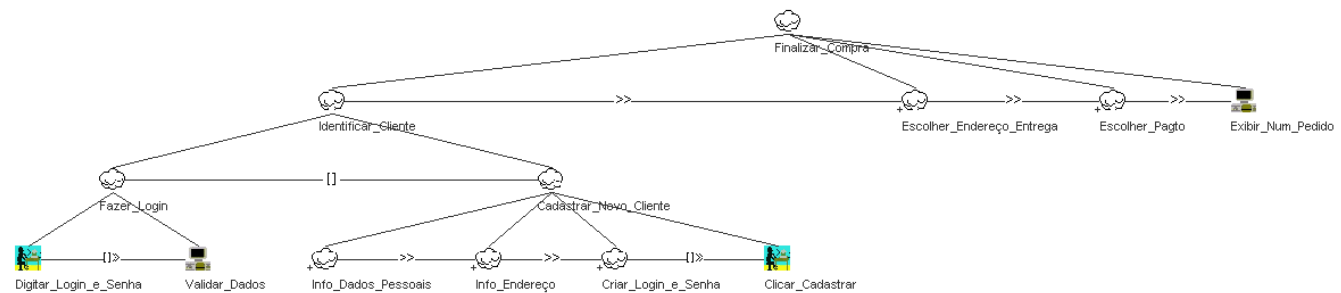 Finalizar_Compra
>>
>>
>>
Identificar_Cliente
Escolher_Endereço_Entrega
Escolher_Pagto
Exibir_Num_Pedido
[]
Fazer_Login
Cadastrar_Novo_Cliente
[]>>
>>
>>
[]>>
Digitar_Login_e_Senha
Validar_Dados
Info_Dados_Pessoais
Info_Endereço
Criar_Login_e_Senha
Clicar_Cadastrar